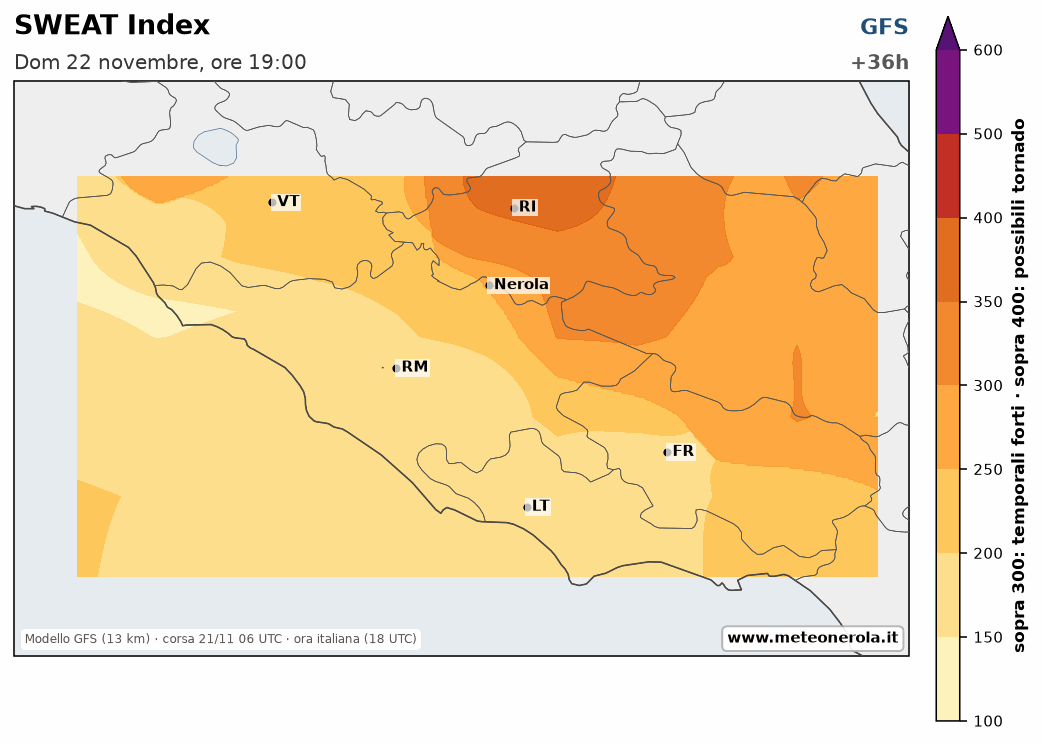 SWEAT Index
GFS
Dom 22 novembre, ore 19:00
+36h
600
500
400
350
300
250
200
150
100
sopra 300: temporali forti · sopra 400: possibili tornado
VT
RI
Nerola
RM
FR
LT
Modello GFS (13 km) · corsa 21/11 06 UTC · ora italiana (18 UTC)
www.meteonerola.it